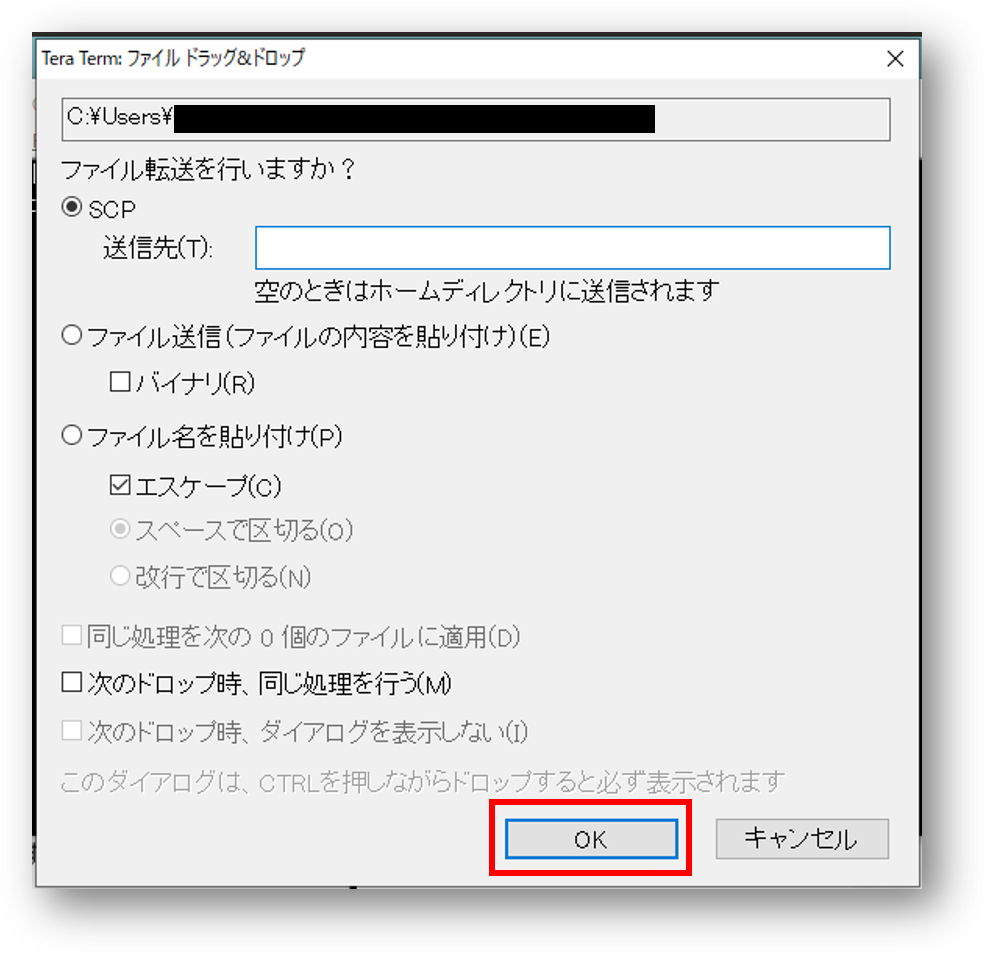 Tera Term: ファイル ドラッグ&ドロップ
C:¥Users¥
ファイル転送を行いますか？
SCP
送信先(T):
空のときはホームディレクトリに送信されます
ファイル送信(ファイルの内容を貼り付け)(E)
バイナリ(R)
ファイル名を貼り付け(P)
エスケープ(C)
スペースで区切る(O)
改行で区切る(N)
同じ処理を次の 0 個のファイルに適用(D)
次のドロップ時、同じ処理を行う(M)
次のドロップ時、ダイアログを表示しない(I)
このダイアログは、CTRLを押しながらドロップすると必ず表示されます
OK
キャンセル